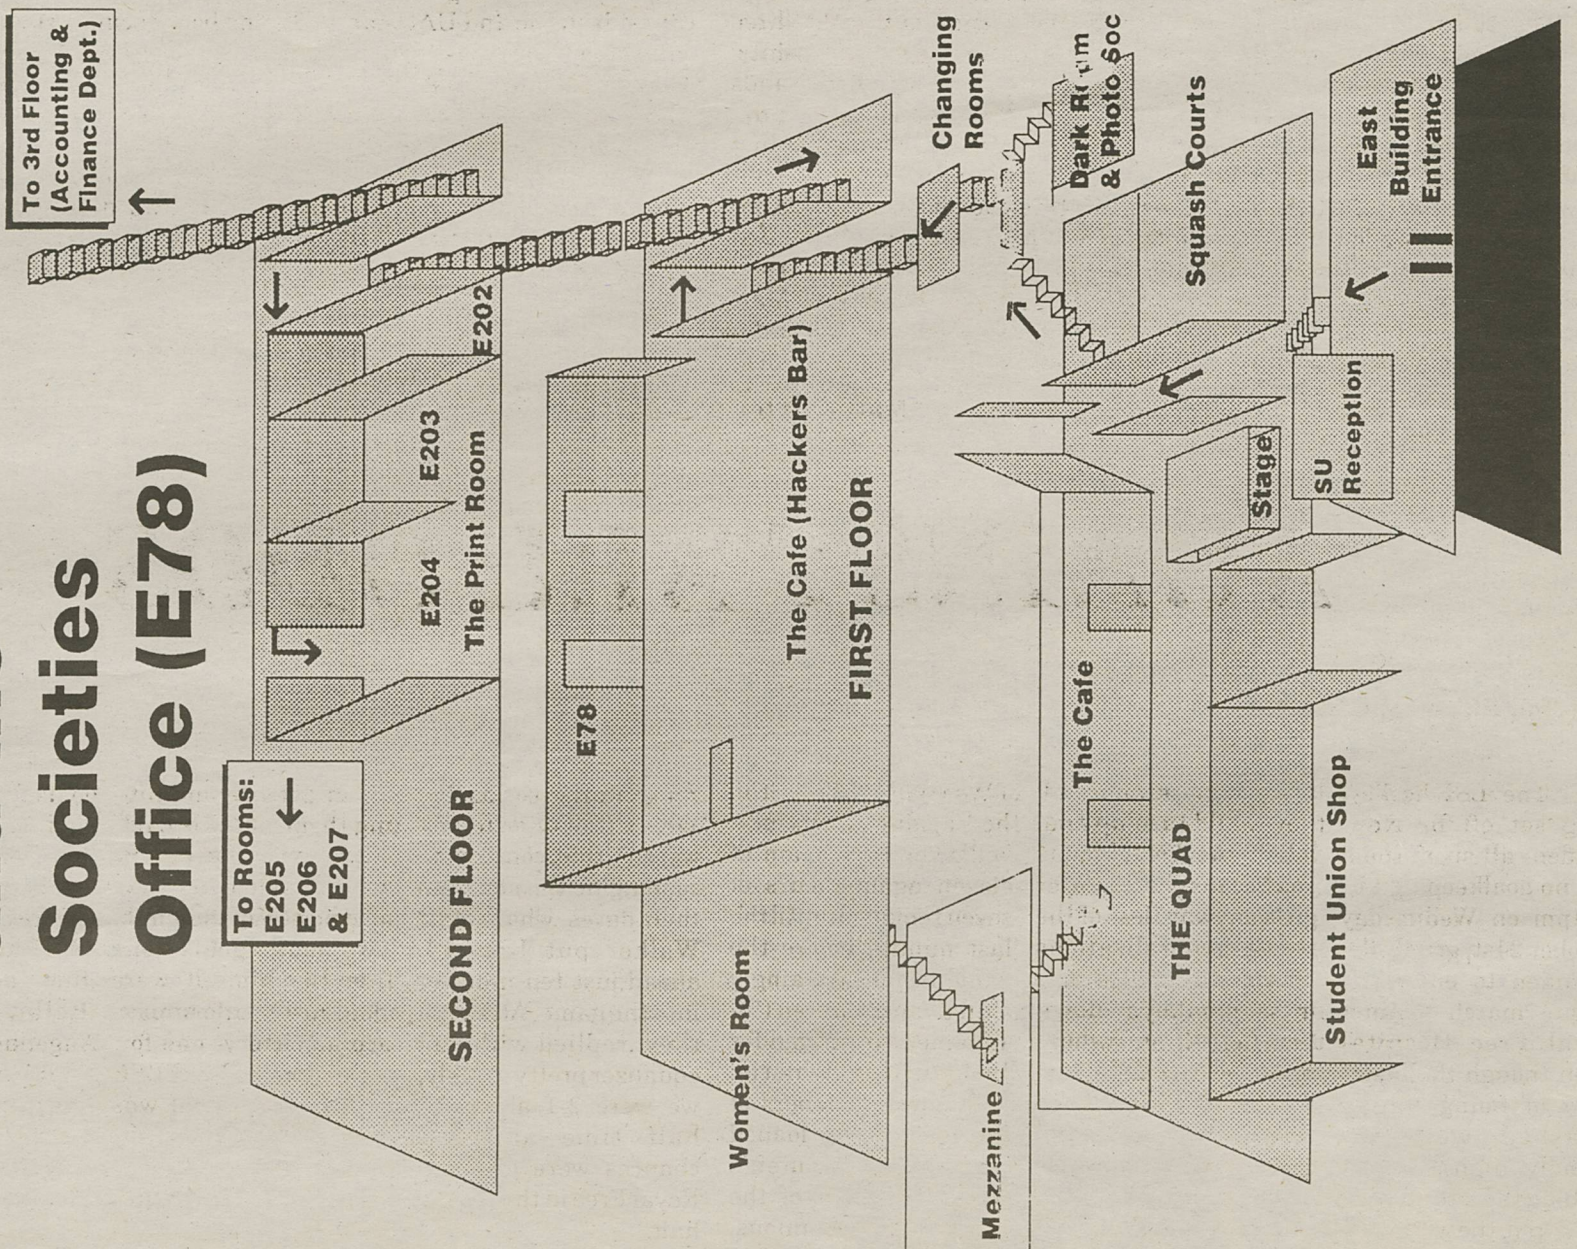 Societies
Office (E78)
To 3rd Floor
(Accounting &
Finance Dept.)
To Rooms:
E205
E206
& E207
E204
E203
E202
The Print Room
SECOND FLOOR
E78
Women's Room
The Cafe (Hackers Bar)
FIRST FLOOR
Changing
Rooms
Mezzanine
Dark Room
& Photo Soc
The Cafe
Squash Courts
THE QUAD
Stage
SU
Reception
Student Union Shop
East
Building
Entrance